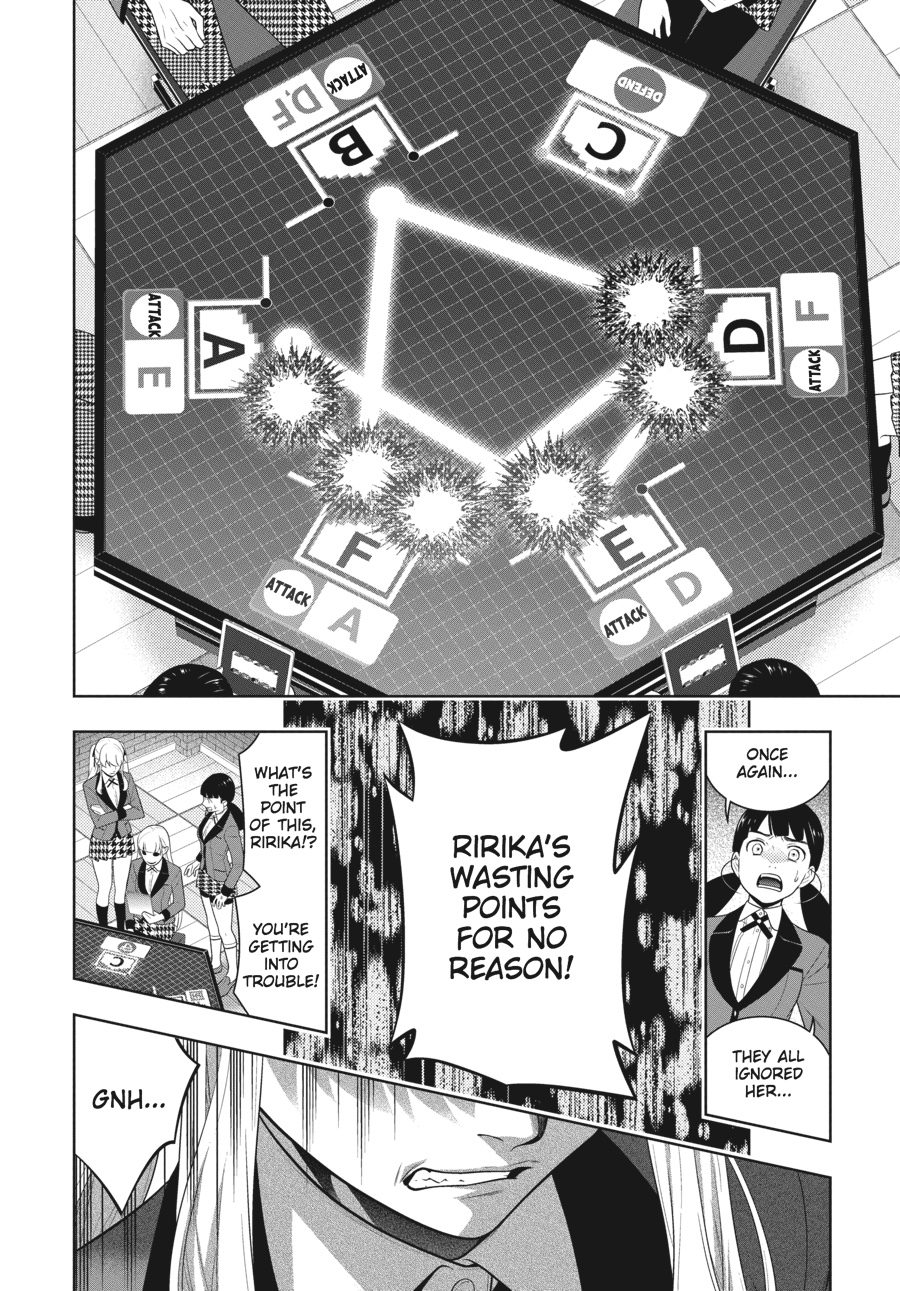 ATTACK
D,F
B
DEFEND
C
ATTACK
E
A
D
F
ATTACK
F
ATTACK
A
E
ATTACK
D
ONCE
AGAIN...
THEY ALL
IGNORED
HER...
RIRIKA'S
WASTING
POINTS
FOR NO
REASON!
WHAT'S
THE
POINT
OF THIS,
RIRIKA!?
YOU'RE
GETTING
INTO
TROUBLE!
C
GNH...